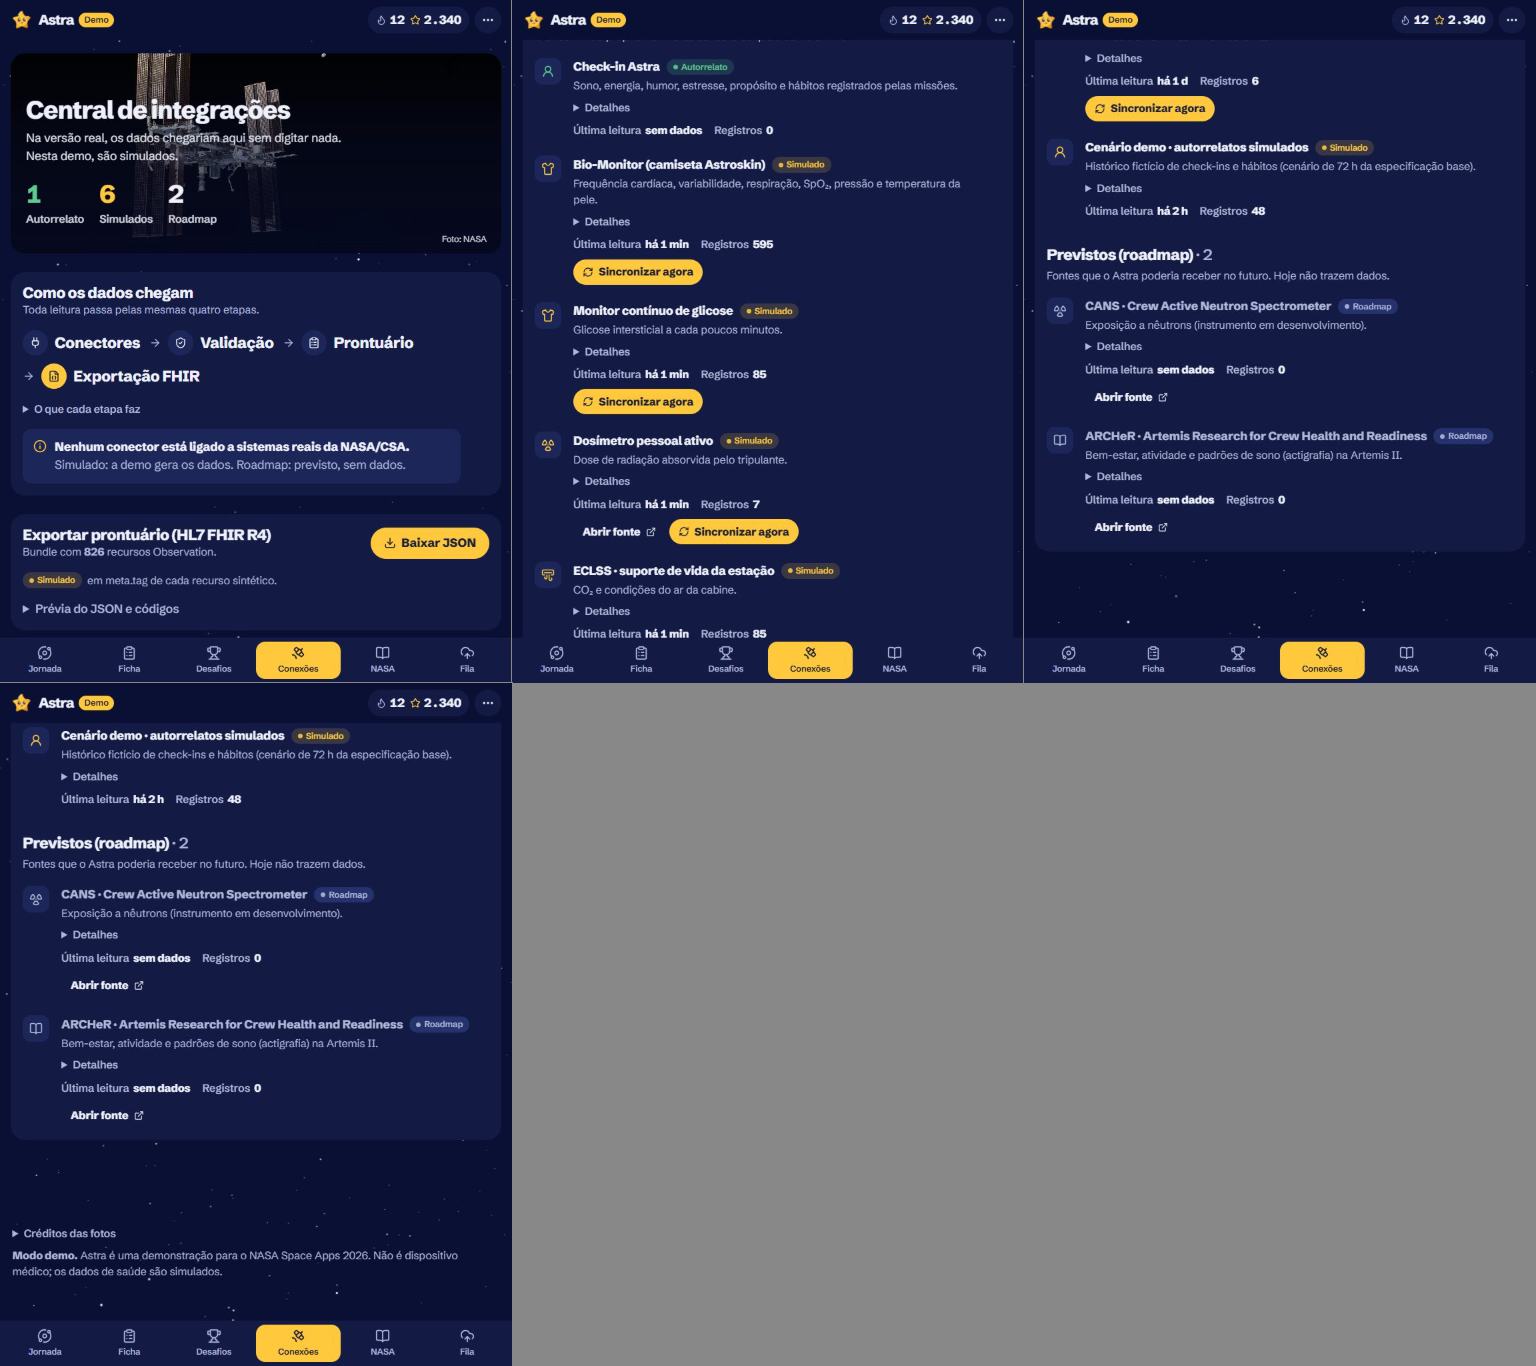 Astra Demo 12 2.340 ...
Central de integrações
Na versão real, os dados chegariam aqui sem digitar nada.
Nesta demo, são simulados.
1 6 2
Autorrelato Simulados Roadmap
Foto: NASA
Como os dados chegam
Toda leitura passa pelas mesmas quatro etapas.
Conectores → Validação → Prontuário
→ Exportação FHIR
▶ O que cada etapa faz
Nenhum conector está ligado a sistemas reais da NASA/CSA.
Simulado: a demo gera os dados. Roadmap: previsto, sem dados.
Exportar prontuário (HL7 FHIR R4)
Bundle com 826 recursos Observation.
Baixar JSON
• Simulado em meta.tag de cada recurso sintético.
▶ Prévia do JSON e códigos
Jornada Ficha Desafios Conexões NASA Fila
Astra Demo 12 2.340 ...
Check-in Astra • Autorrelato
Sono, energia, humor, estresse, propósito e hábitos registrados pelas missões.
▶ Detalhes
Última leitura sem dados Registros 0
Bio-Monitor (camiseta Astroskin) • Simulado
Frequência cardíaca, variabilidade, respiração, SpO₂, pressão e temperatura da
pele.
▶ Detalhes
Última leitura há 1 min Registros 595
Sincronizar agora
Monitor contínuo de glicose • Simulado
Glicose intersticial a cada poucos minutos.
▶ Detalhes
Última leitura há 1 min Registros 85
Sincronizar agora
Dosímetro pessoal ativo • Simulado
Dose de radiação absorvida pelo tripulante.
▶ Detalhes
Última leitura há 1 min Registros 7
Abrir fonte Sincronizar agora
ECLSS · suporte de vida da estação • Simulado
CO₂ e condições do ar da cabine.
▶ Detalhes
Última leitura há 1 min Registros 85
Jornada Ficha Desafios Conexões NASA Fila
Astra Demo 12 2.340 ...
▶ Detalhes
Última leitura há 1 d Registros 6
Sincronizar agora
Cenário demo · autorrelatos simulados • Simulado
Histórico fictício de check-ins e hábitos (cenário de 72 h da especificação base).
▶ Detalhes
Última leitura há 2 h Registros 48
Previstos (roadmap) · 2
Fontes que o Astra poderia receber no futuro. Hoje não trazem dados.
CANS · Crew Active Neutron Spectrometer • Roadmap
Exposição a nêutrons (instrumento em desenvolvimento).
▶ Detalhes
Última leitura sem dados Registros 0
Abrir fonte
ARCHeR · Artemis Research for Crew Health and Readiness • Roadmap
Bem-estar, atividade e padrões de sono (actigrafia) na Artemis II.
▶ Detalhes
Última leitura sem dados Registros 0
Abrir fonte
Jornada Ficha Desafios Conexões NASA Fila
Astra Demo 12 2.340 ...
Cenário demo · autorrelatos simulados • Simulado
Histórico fictício de check-ins e hábitos (cenário de 72 h da especificação base).
▶ Detalhes
Última leitura há 2 h Registros 48
Previstos (roadmap) · 2
Fontes que o Astra poderia receber no futuro. Hoje não trazem dados.
CANS · Crew Active Neutron Spectrometer • Roadmap
Exposição a nêutrons (instrumento em desenvolvimento).
▶ Detalhes
Última leitura sem dados Registros 0
Abrir fonte
ARCHeR · Artemis Research for Crew Health and Readiness • Roadmap
Bem-estar, atividade e padrões de sono (actigrafia) na Artemis II.
▶ Detalhes
Última leitura sem dados Registros 0
Abrir fonte
▶ Créditos das fotos
Modo demo. Astra é uma demonstração para o NASA Space Apps 2026. Não é dispositivo
médico; os dados de saúde são simulados.
Jornada Ficha Desafios Conexões NASA Fila